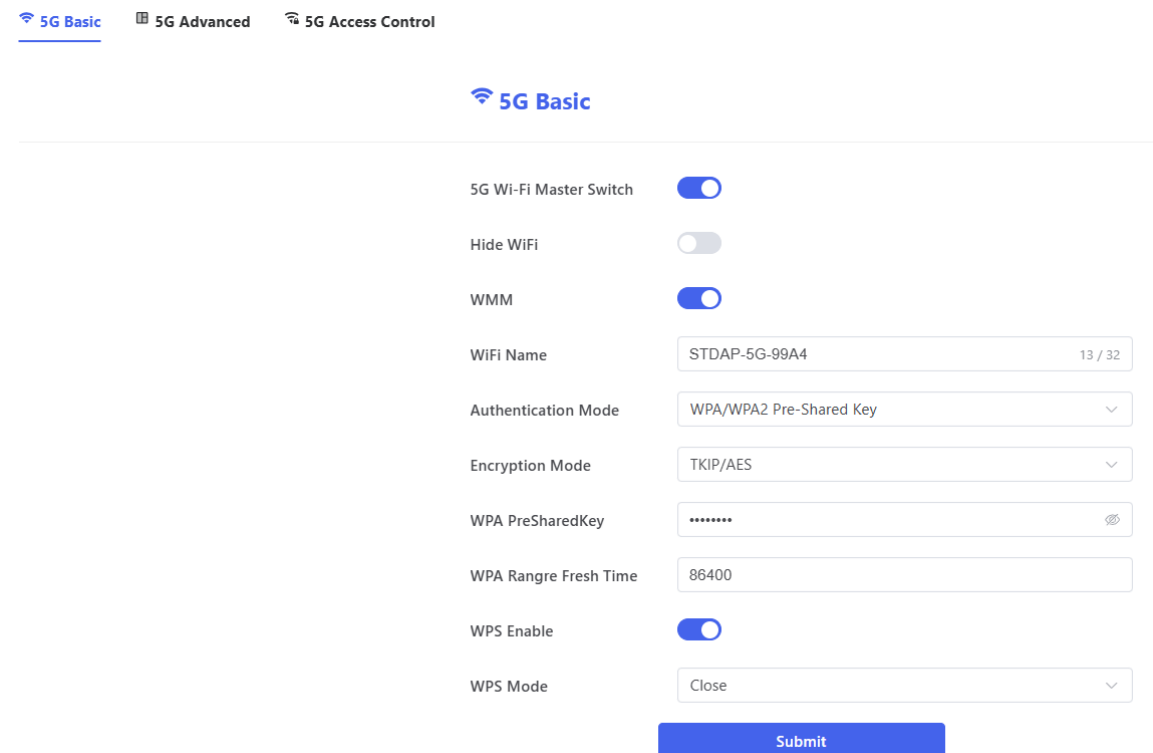 5G Basic 5G Advanced 5G Access Control
5G Basic
5G Wi-Fi Master Switch
Hide WiFi
WMM
WiFi Name STDAP-5G-99A4 13 / 32
Authentication Mode WPA/WPA2 Pre-Shared Key
Encryption Mode TKIP/AES
WPA PreSharedKey ••••••••
WPA Rangre Fresh Time 86400
WPS Enable
WPS Mode Close
Submit